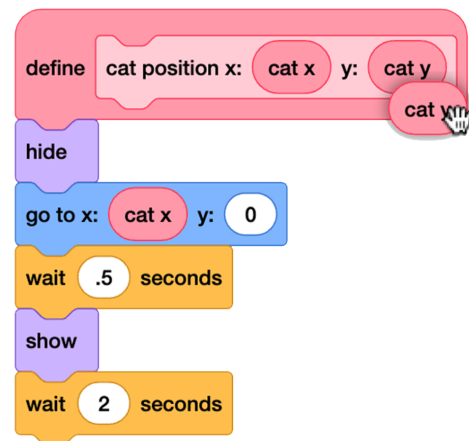 define cat position x: cat x y: cat y
cat y
hide
go to x: cat x y: 0
wait .5 seconds
show
wait 2 seconds